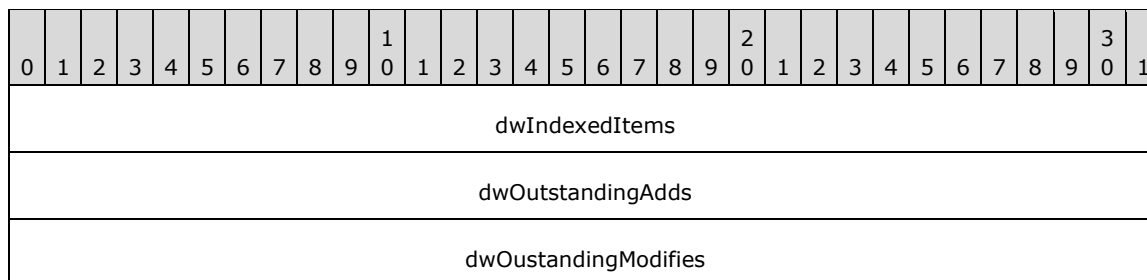 1 2 3
0 1 2 3 4 5 6 7 8 9 0 1 2 3 4 5 6 7 8 9 0 1 2 3 4 5 6 7 8 9 0 1
dwIndexedItems
dwOutstandingAdds
dwOustandingModifies